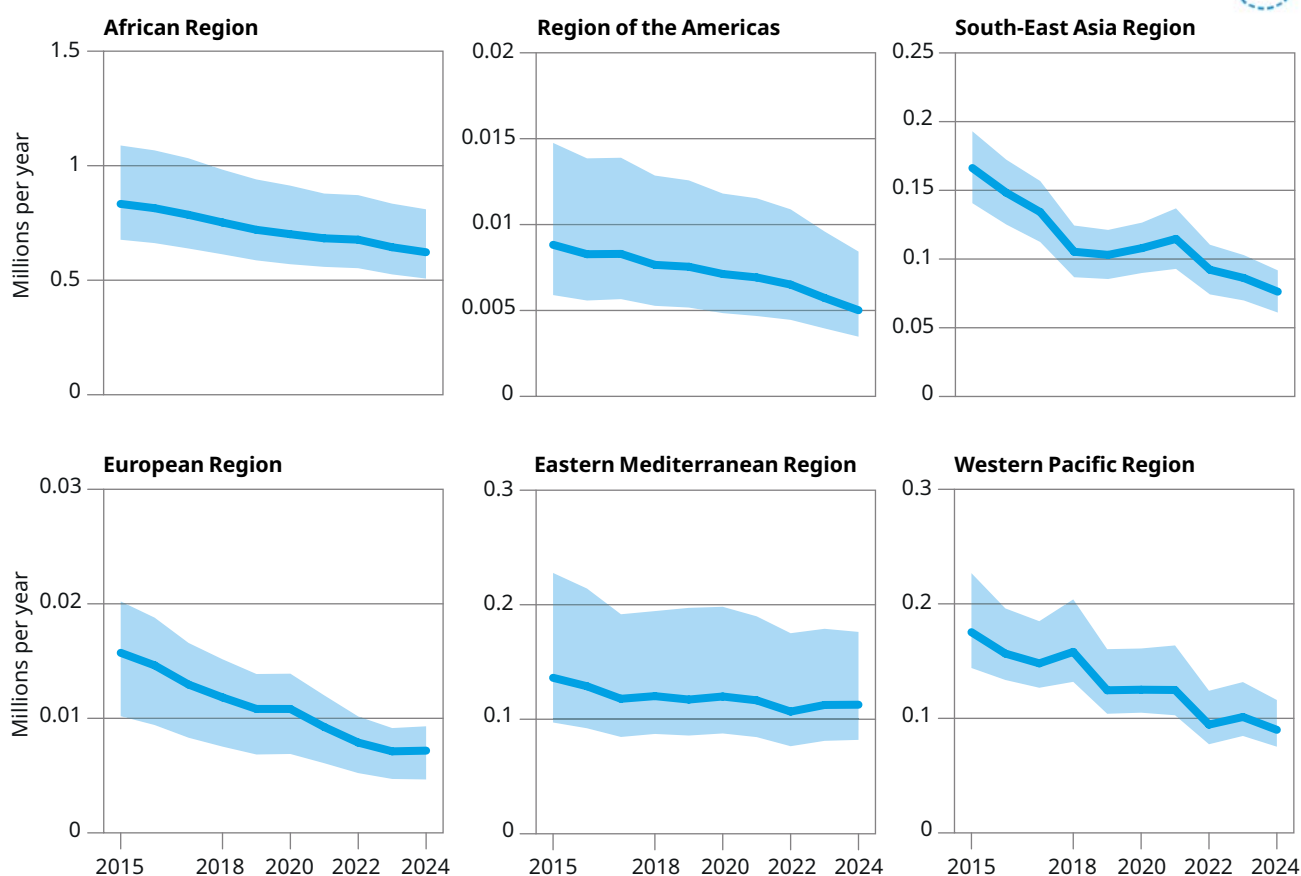 African Region
Region of the Americas
South-East Asia Region
Millions per year
1.5
1
0.5
0
0.02
0.015
0.01
0.005
0
0.25
0.2
0.15
0.1
0.05
0
European Region
Eastern Mediterranean Region
Western Pacific Region
Millions per year
0.03
0.02
0.01
0
0.3
0.2
0.1
0
0.3
0.2
0.1
0
2015 2018 2020 2022 2024
2015 2018 2020 2022 2024
2015 2018 2020 2022 2024